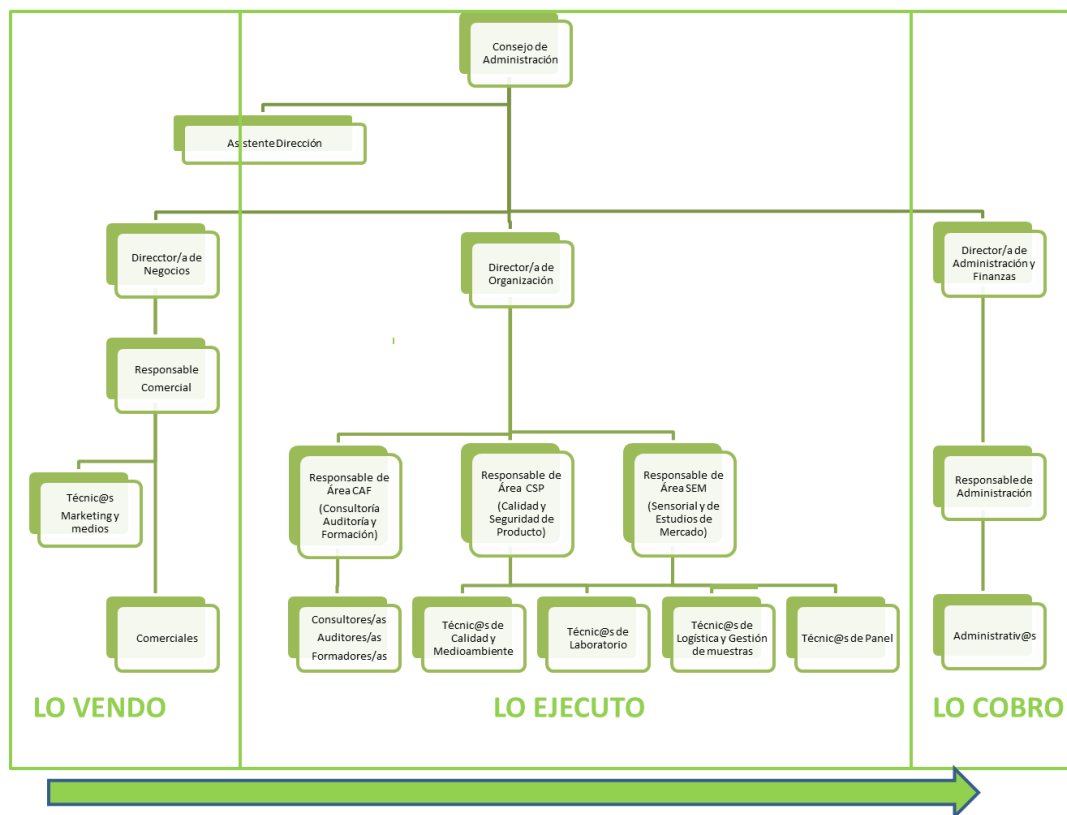 Consejo de
Administración
Asistente Dirección
Direcctor/a de
Negocios
Director/a de
Organización
Director/a de
Administración y
Finanzas
Responsable
Comercial
Responsable de
Área CAF
(Consultoría
Auditoría y
Formación)
Responsable de
Área CSP
(Calidad y
Seguridad de
Producto)
Responsable de
Área SEM
(Sensorial y de
Estudios de
Mercado)
Responsable de
Administración
Técnic@s
Marketing y
medios
Comerciales
Consultores/as
Auditores/as
Formadores/as
Técnic@s de
Calidad y
Medioambiente
Técnic@s de
Laboratorio
Técnic@s de
Logística y Gestión
de muestras
Técnic@s de Panel
Administrativ@s
LO VENDO
LO EJECUTO
LO COBRO